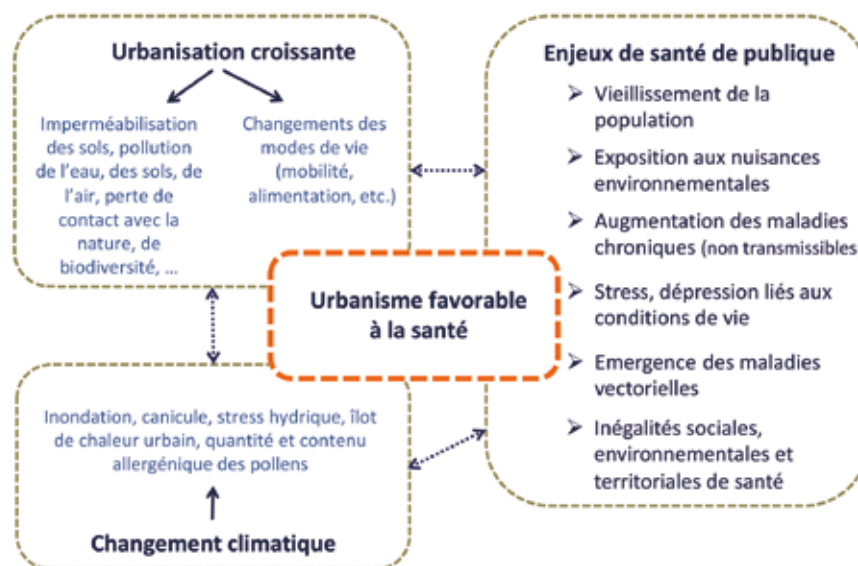 Urbanisation croissante
Imperméabilisation
des sols, pollution
de l'eau, des sols, de
l'air, perte de
contact avec la
nature, de
biodiversité, ...
Changements des
modes de vie
(mobilité,
alimentation, etc.)
Enjeux de santé de publique
➢ Vieillissement de la
population
➢ Exposition aux nuisances
environnementales
➢ Augmentation des maladies
chroniques (non transmissibles
➢ Stress, dépression liés aux
conditions de vie
➢ Emergence des maladies
vectorielles
➢ Inégalités sociales,
environnementales et
territoriales de santé
Urbanisme favorable
à la santé
Inondation, canicule, stress hydrique, îlot
de chaleur urbain, quantité et contenu
allergénique des pollens
Changement climatique